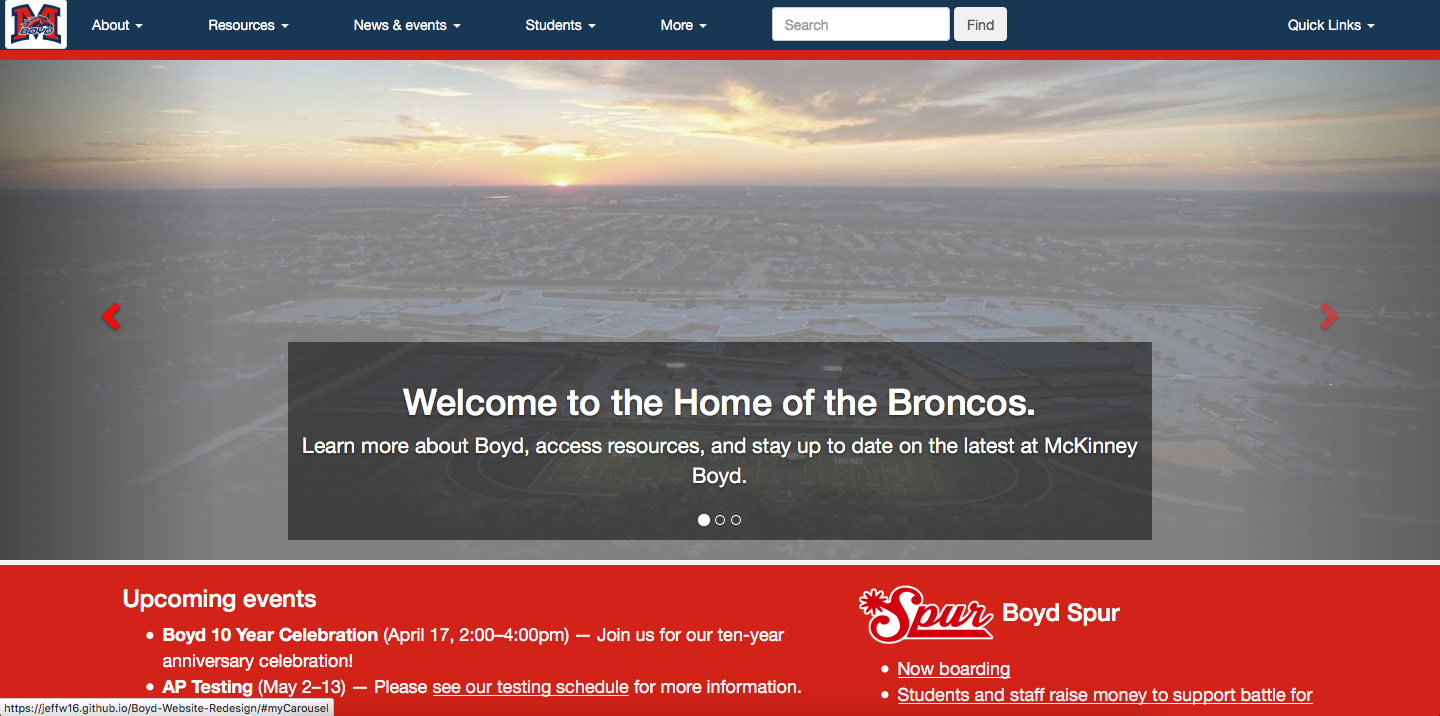 M
BOYD
About
Resources
News & events
Students
More
Search
Find
Quick Links
Welcome to the Home of the Broncos.
Learn more about Boyd, access resources, and stay up to date on the latest at McKinney
Boyd.
Upcoming events
• Boyd 10 Year Celebration (April 17, 2:00–4:00pm) — Join us for our ten-year
anniversary celebration!
• AP Testing (May 2–13) — Please see our testing schedule for more information.
Spur
Boyd Spur
• Now boarding
• Students and staff raise money to support battle for
https://jeffw16.github.io/Boyd-Website-Redesign/#myCarousel